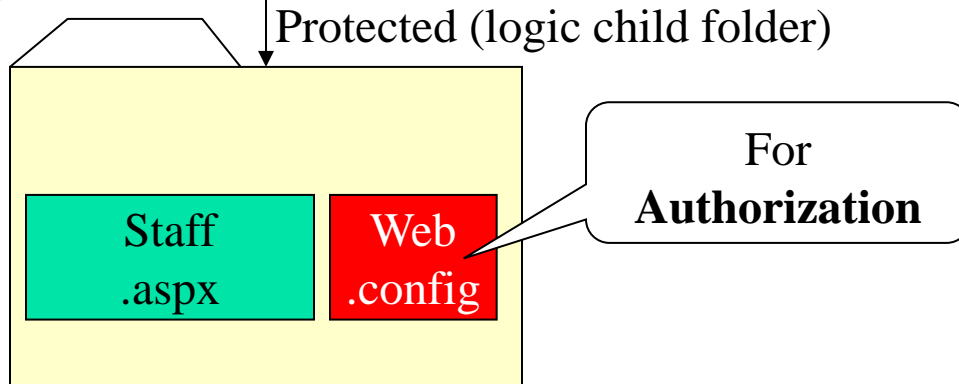 Protected (logic child folder)
For
Authorization
Staff
.aspx
Web
.config